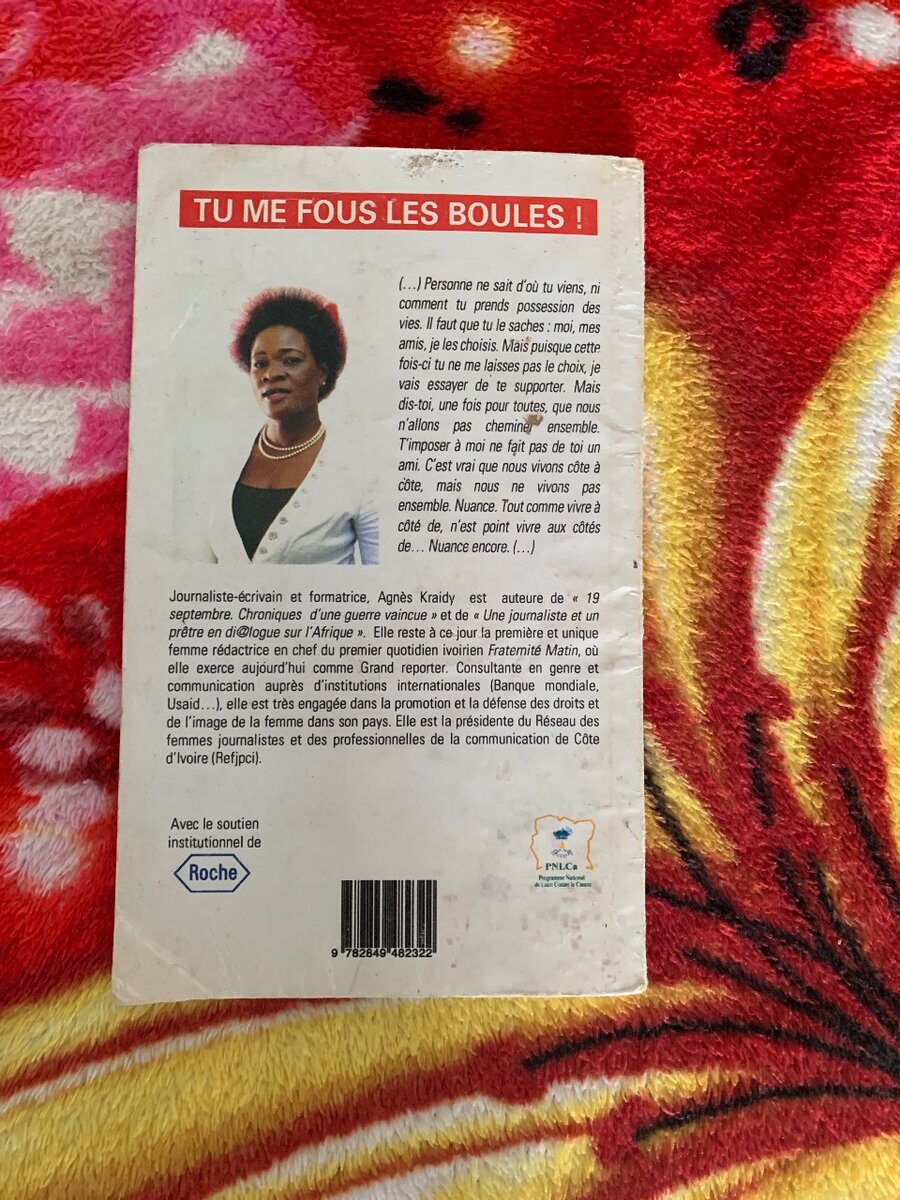 TU ME FOUS LES BOULES !
(…) Personne ne sait d’où tu viens, ni
comment tu prends possession des
vies. Il faut que tu le saches : moi, mes
amis, je les choisis. Mais puisque cette
fois-ci tu ne me laisses pas le choix, je
vais essayer de te supporter. Mais
dis-toi, une fois pour toutes, que nous
n’allons pas cheminer ensemble.
T’imposer à moi ne fait pas de toi un
ami. C’est vrai que nous vivons côte à
côte, mais nous ne vivons pas
ensemble. Nuance. Tout comme vivre à
côté de, n’est point vivre aux côtés
de… Nuance encore. (…)
Journaliste-écrivain et formatrice, Agnès Kraidy est auteure de « 19
septembre. Chroniques d’une guerre vaincue » et de « Une journaliste et un
prêtre en di@logue sur l’Afrique ». Elle reste à ce jour la première et unique
femme rédactrice en chef du premier quotidien ivoirien Fraternité Matin, où
elle exerce aujourd’hui comme Grand reporter. Consultante en genre et
communication auprès d’institutions internationales (Banque mondiale,
Usaid…), elle est très engagée dans la promotion et la défense des droits et
de l’image de la femme dans son pays. Elle est la présidente du Réseau des
femmes journalistes et des professionnelles de la communication de Côte
d’Ivoire (Refjpci).
Avec le soutien
institutionnel de
Roche
PNLCa
Programme National
de Lutte Contre le Cancer
9 782849 482322